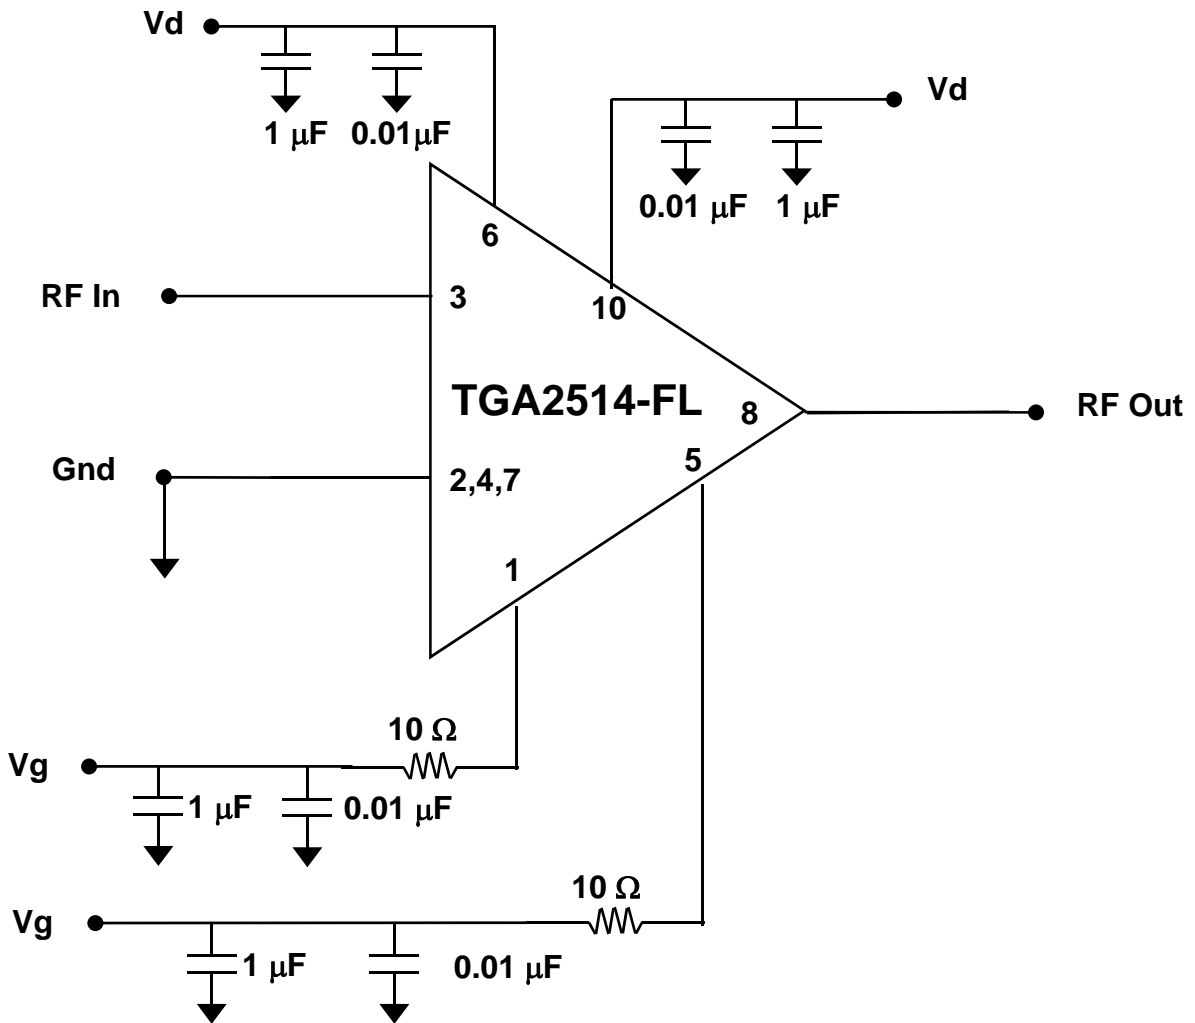 Vd
Vd
1 μF 0.01μF
0.01 μF 1 μF
6
RF In
3
10
TGA2514-FL
8
RF Out
5
Gnd
2,4,7
1
10 Ω
Vg
1 μF 0.01 μF
10 Ω
Vg
1 μF 0.01 μF